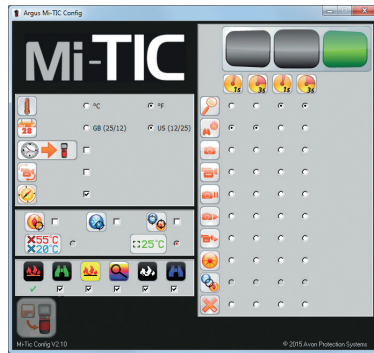 Argus Mi-TIC Config
Mi-TIC
1s 3s 1s 3s
°C °F
28 GB (25/12) US (12/25)
55°C
20°C
25°C
Mi-Tic Config V2.10
© 2015 Avon Protection Systems